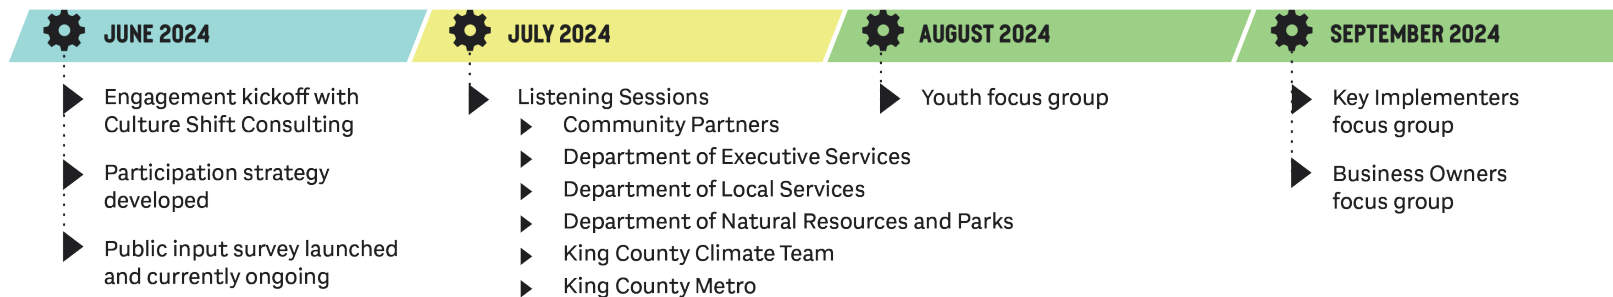 JUNE 2024
Engagement kickoff with
Culture Shift Consulting
Participation strategy
developed
Public input survey launched
and currently ongoing
JULY 2024
Listening Sessions
Community Partners
Department of Executive Services
Department of Local Services
Department of Natural Resources and Parks
King County Climate Team
King County Metro
AUGUST 2024
Youth focus group
SEPTEMBER 2024
Key Implementers
focus group
Business Owners
focus group